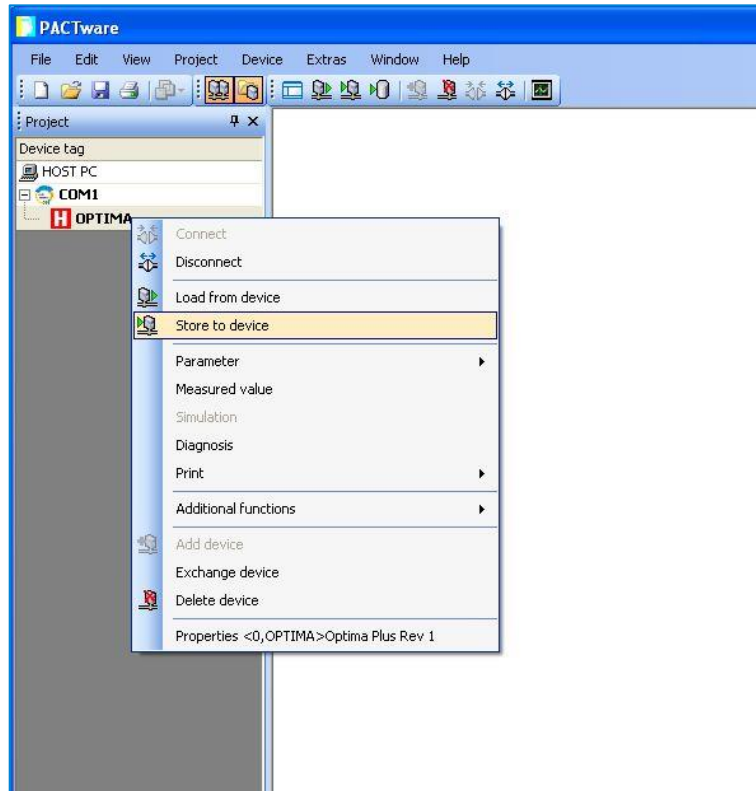 PACTware
File Edit View Project Device Extras Window Help
Project
Device tag
HOST PC
COM1
H OPTIMA
Connect
Disconnect
Load from device
Store to device
Parameter
Measured value
Simulation
Diagnosis
Print
Additional functions
Add device
Exchange device
Delete device
Properties <0,OPTIMA>Optima Plus Rev 1